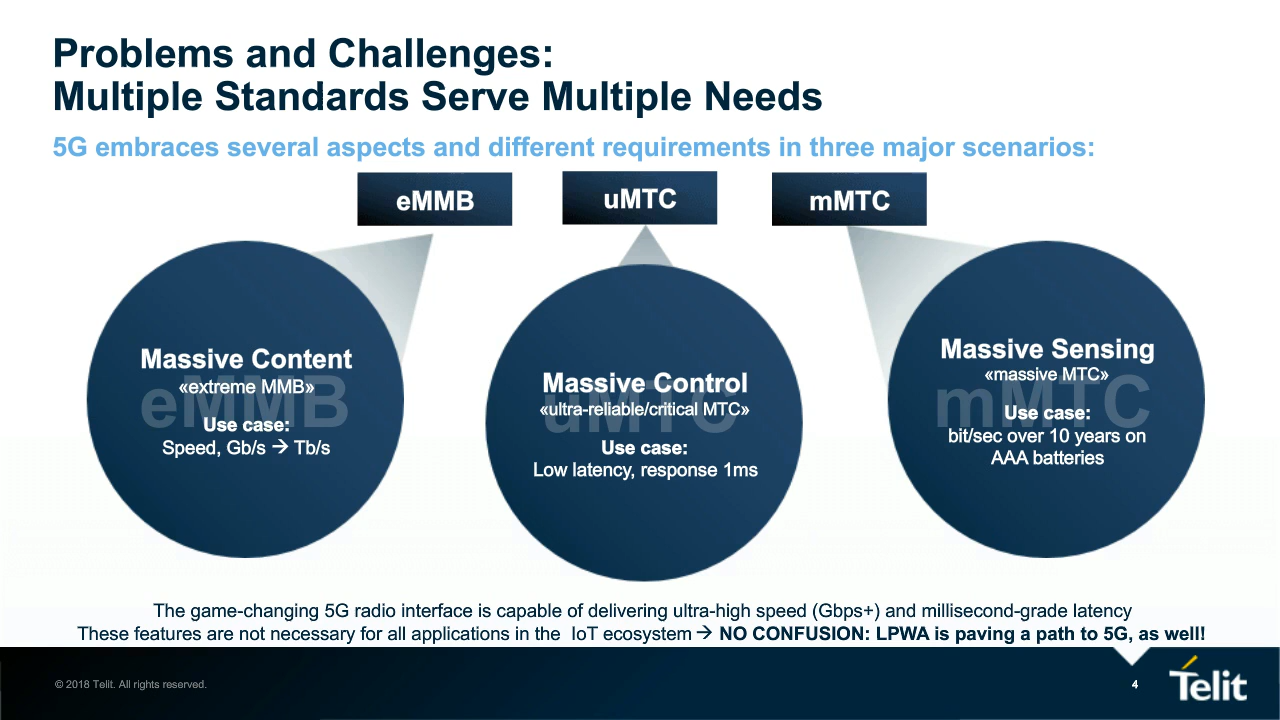 Problems and Challenges:
Multiple Standards Serve Multiple Needs
5G embraces several aspects and different requirements in three major scenarios:
eMMB
uMTC
mMTC
eMMB
Massive Content
«extreme MMB»
Use case:
Speed, Gb/s → Tb/s
uMTC
Massive Control
«ultra-reliable/critical MTC»
Use case:
Low latency, response 1ms
mMTC
Massive Sensing
«massive MTC»
Use case:
bit/sec over 10 years on
AAA batteries
The game-changing 5G radio interface is capable of delivering ultra-high speed (Gbps+) and millisecond-grade latency
These features are not necessary for all applications in the IoT ecosystem → NO CONFUSION: LPWA is paving a path to 5G, as well!
© 2018 Telit. All rights reserved.
4
Telit